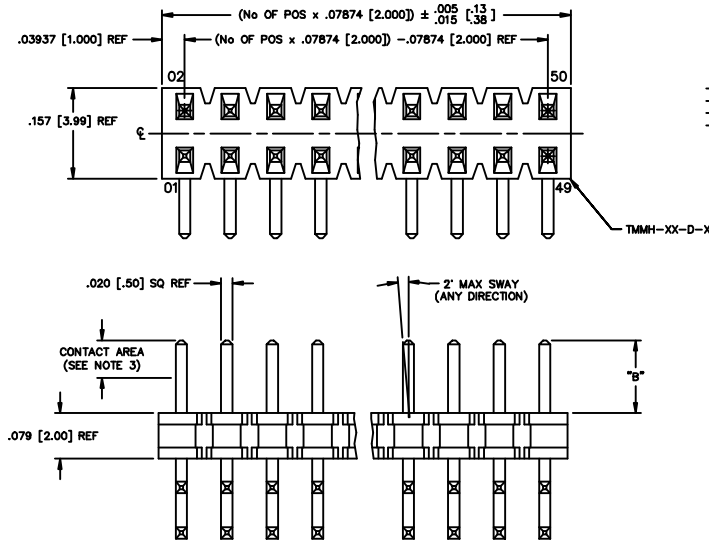 (No OF POS x .07874 [2.000]) ± .005 [.13] .015 [.38]
.03937 [1.000] REF
(No OF POS x .07874 [2.000]) -.07874 [2.000] REF
02
50
.157 [3.99] REF
℄
01
49
TMMH-XX-D-X
.020 [.50] SQ REF
2° MAX SWAY
(ANY DIRECTION)
CONTACT AREA
(SEE NOTE 3)
"B"
.079 [2.00] REF